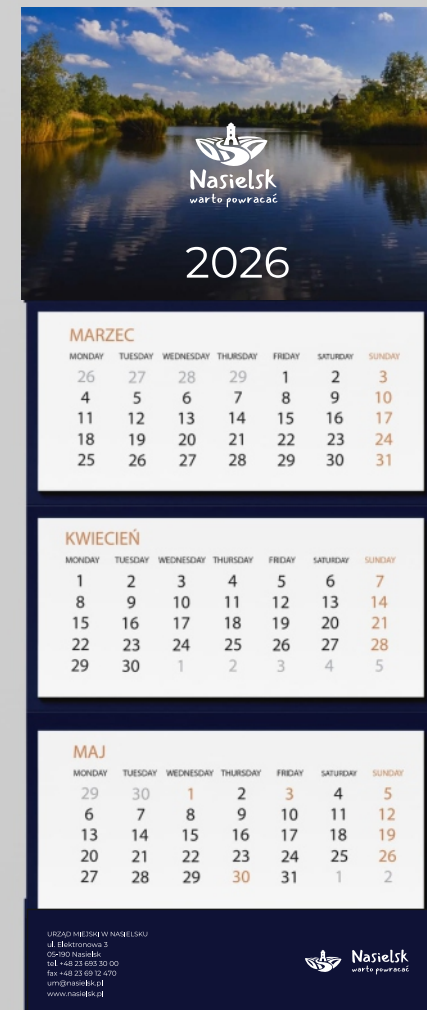 Nasielsk
warto powracać
2026
MARZEC
MONDAY TUESDAY WEDNESDAY THURSDAY FRIDAY SATURDAY SUNDAY
26 27 28 29 1 2 3
4 5 6 7 8 9 10
11 12 13 14 15 16 17
18 19 20 21 22 23 24
25 26 27 28 29 30 31
KWIECIEŃ
MONDAY TUESDAY WEDNESDAY THURSDAY FRIDAY SATURDAY SUNDAY
1 2 3 4 5 6 7
8 9 10 11 12 13 14
15 16 17 18 19 20 21
22 23 24 25 26 27 28
29 30 1 2 3 4 5
MAJ
MONDAY TUESDAY WEDNESDAY THURSDAY FRIDAY SATURDAY SUNDAY
29 30 1 2 3 4 5
6 7 8 9 10 11 12
13 14 15 16 17 18 19
20 21 22 23 24 25 26
27 28 29 30 31 1 2
URZĄD MIEJSKI W NASIELSKU
ul. Elektronowa 3
05-190 Nasielsk
tel. +48 23 693 30 00
fax +48 23 69 12 470
um@nasielsk.pl
www.nasielsk.pl
Nasielsk
warto powracać